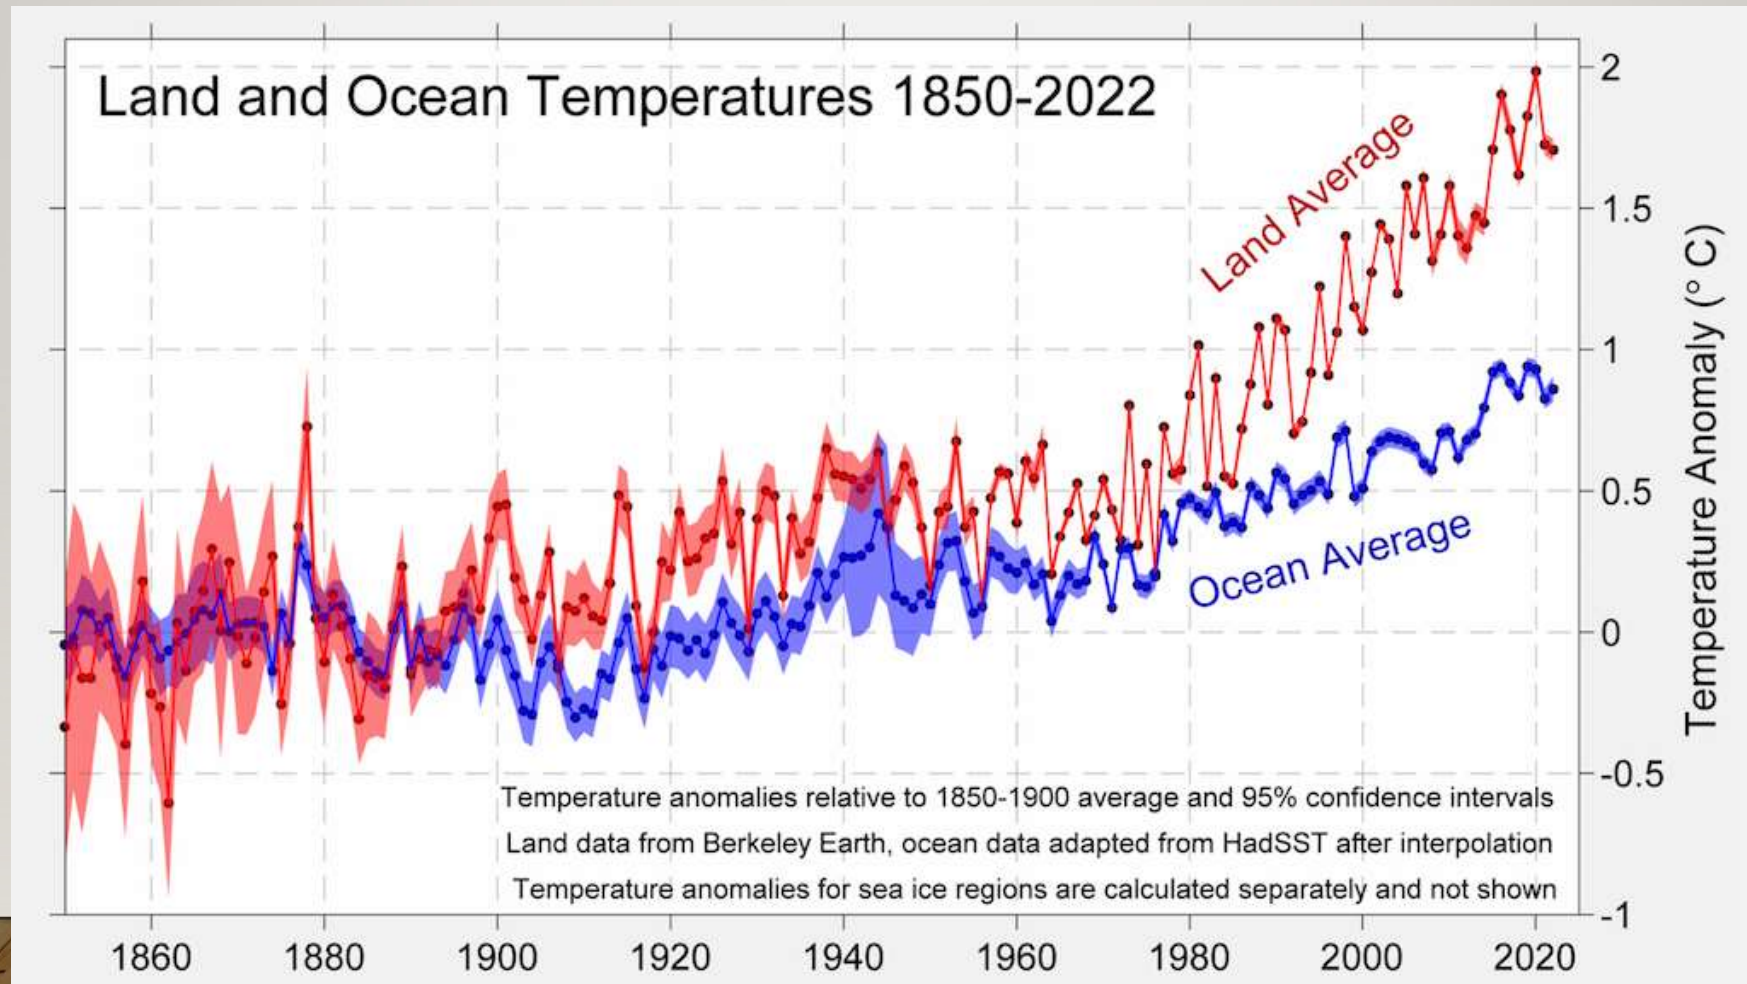 Land and Ocean Temperatures 1850-2022
Land Average
Ocean Average
Temperature anomalies relative to 1850-1900 average and 95% confidence intervals
Land data from Berkeley Earth, ocean data adapted from HadSST after interpolation
Temperature anomalies for sea ice regions are calculated separately and not shown
2
1.5
1
0.5
0
-0.5
-1
Temperature Anomaly (° C)
1860 1880 1900 1920 1940 1960 1980 2000 2020